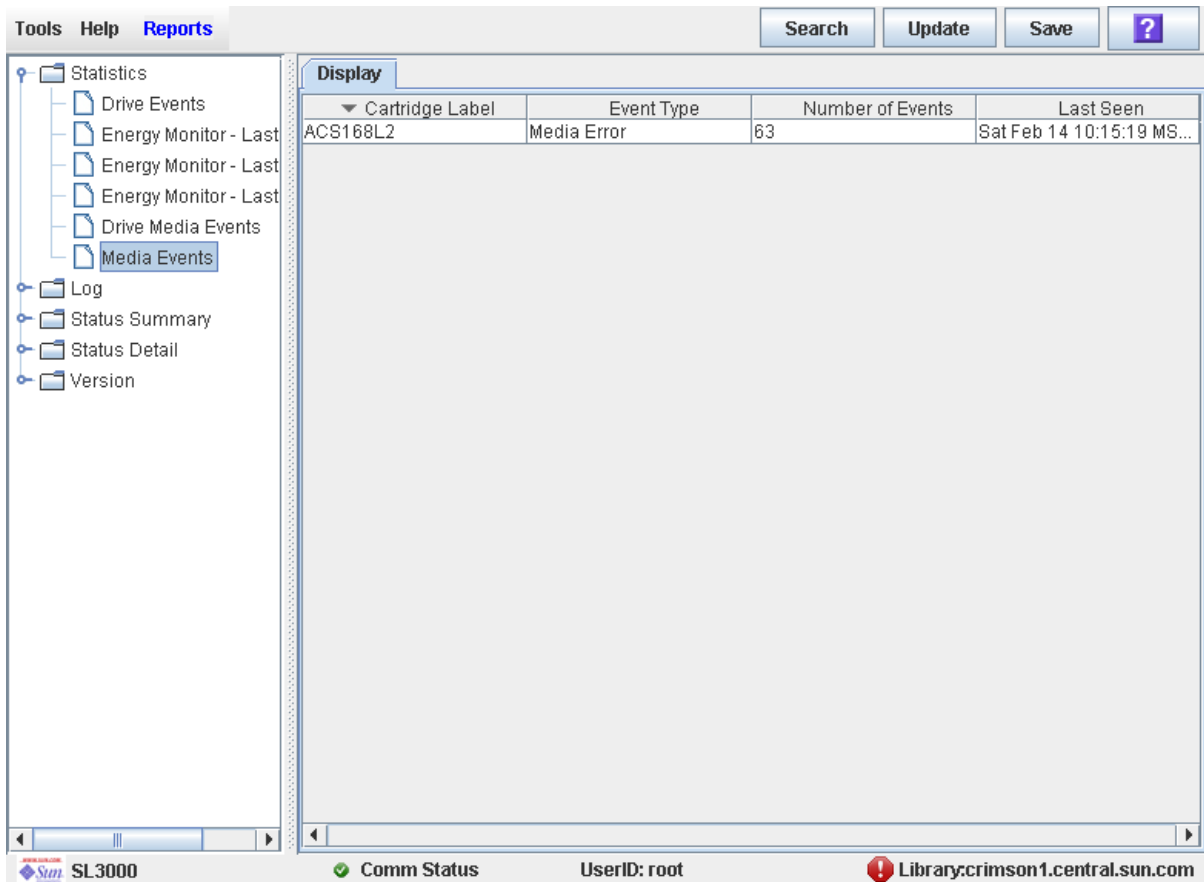 Tools Help Reports Search Update Save ?
Statistics
Drive Events
Energy Monitor - Last
Energy Monitor - Last
Energy Monitor - Last
Drive Media Events
Media Events
Log
Status Summary
Status Detail
Version
Display
Cartridge Label Event Type Number of Events Last Seen
ACS168L2 Media Error 63 Sat Feb 14 10:15:19 MS...
Sun SL3000 Comm Status UserID: root Library:crimson1.central.sun.com